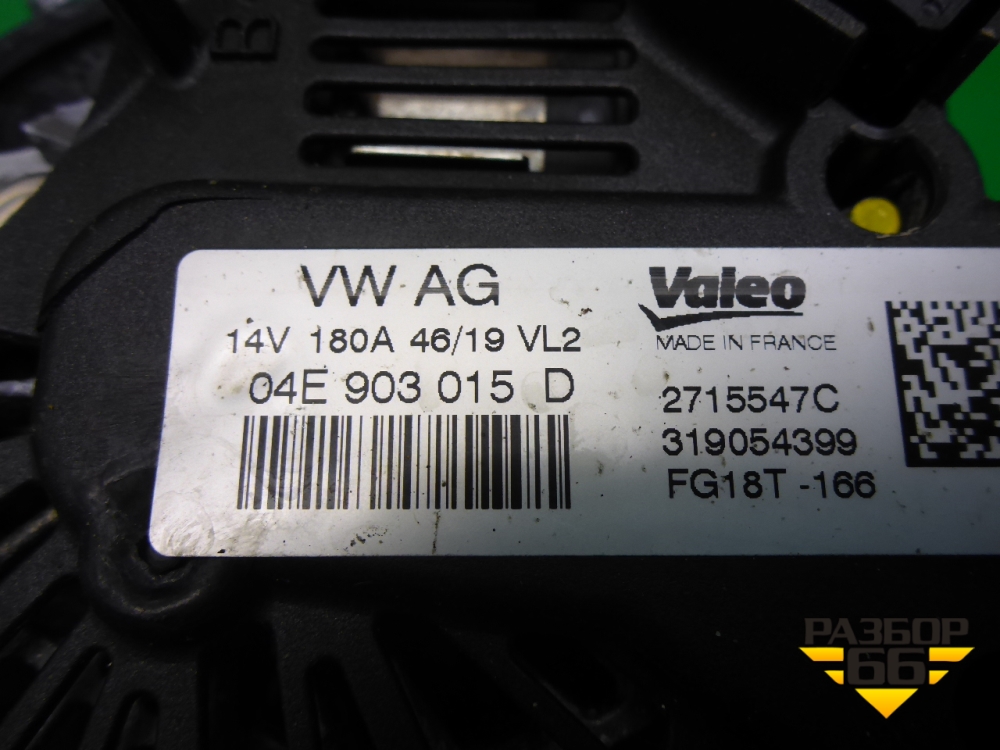 B
VW AG
14V 180A 46/19 VL2
04E 903 015 D
Valeo
MADE IN FRANCE
2715547C
319054399
FG18T -166
РАЗБОР
66